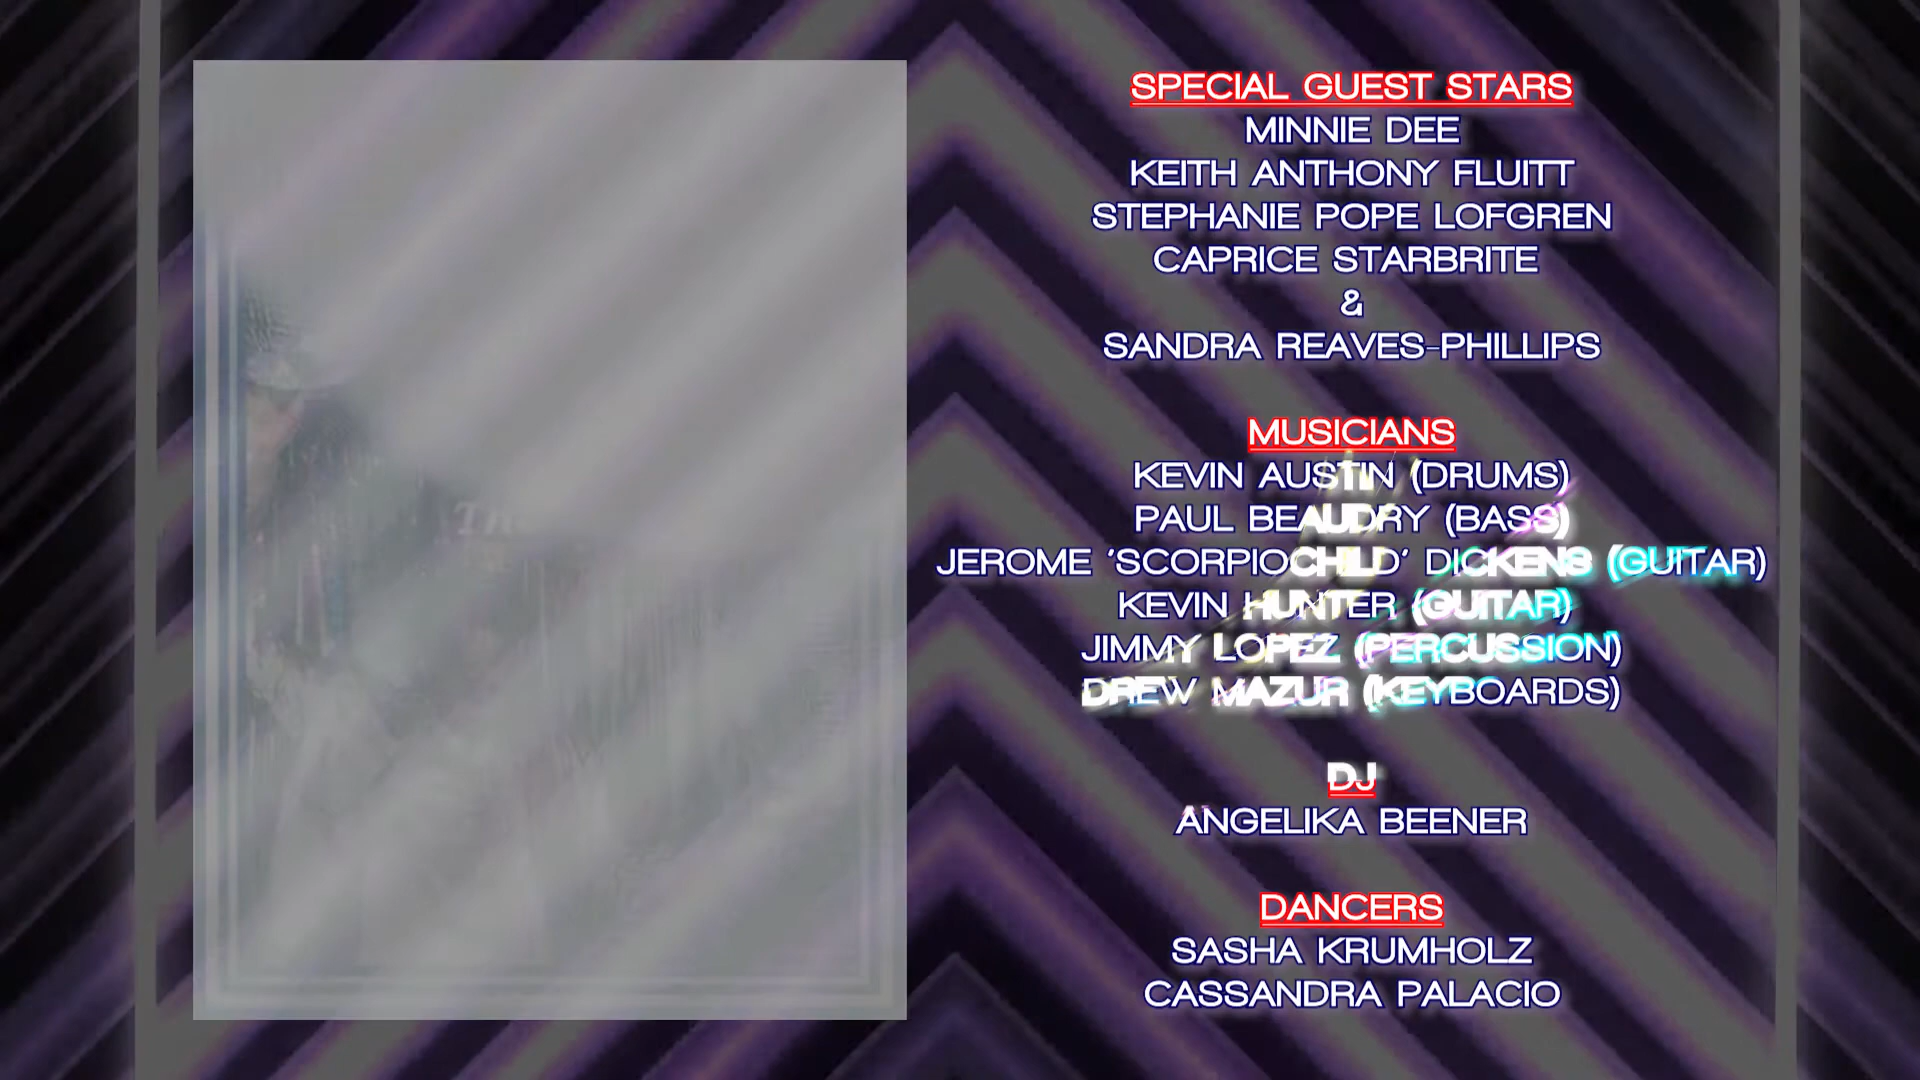 SPECIAL GUEST STARS
MINNIE DEE
KEITH ANTHONY FLUITT
STEPHANIE POPE LOFGREN
CAPRICE STARBRITE
&
SANDRA REAVES-PHILLIPS
MUSICIANS
KEVIN AUSTIN (DRUMS)
PAUL BEAUDRY (BASS)
JEROME 'SCORPIOCHILD' DICKENS (GUITAR)
KEVIN HUNTER (GUITAR)
JIMMY LOPEZ (PERCUSSION)
DREW MAZUR (KEYBOARDS)
DJ
ANGELIKA BEENER
DANCERS
SASHA KRUMHOLZ
CASSANDRA PALACIO